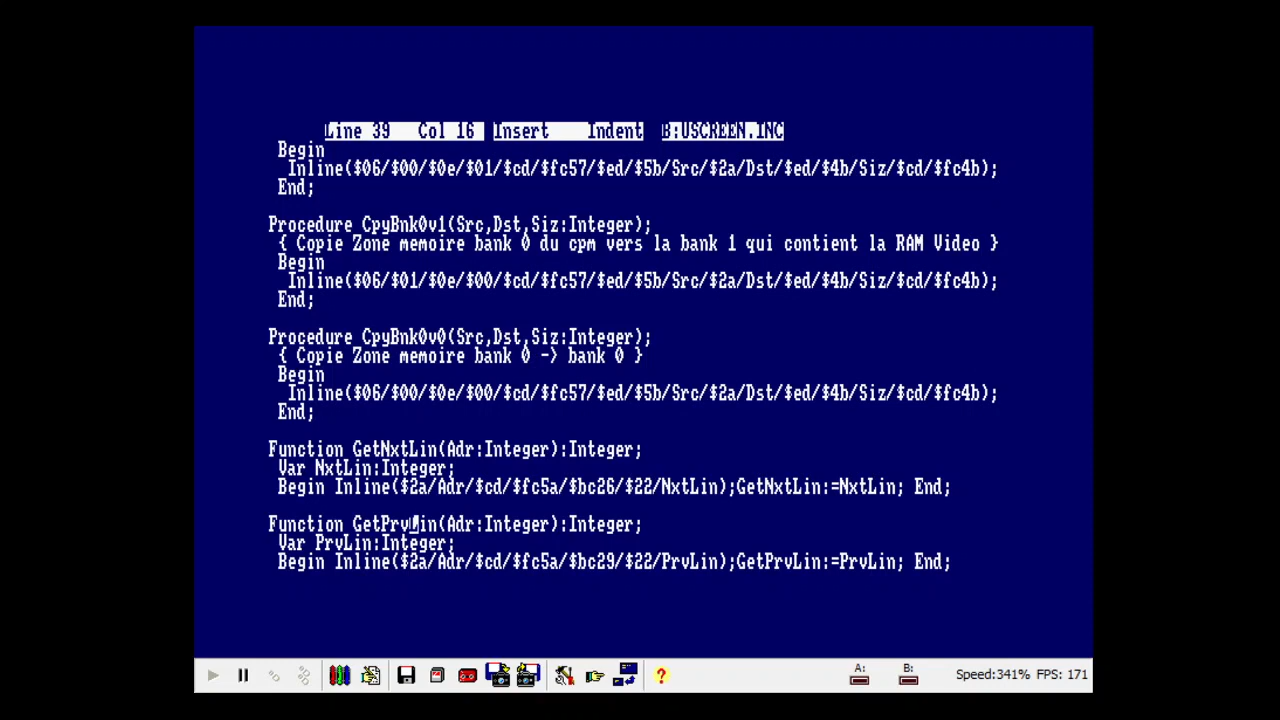 Line 39   Col 16  Insert    Indent  B:USCREEN.INC
Begin
Inline($06/$00/$0e/$01/$cd/$fc57/$ed/$5b/Src/$2a/Dst/$ed/$4b/Siz/$cd/$fc4b);
End;
Procedure CpyBnk0v1(Src,Dst,Siz:Integer);
{ Copie Zone memoire bank 0 du cpm vers la bank 1 qui contient la RAM Video }
Begin
Inline($06/$01/$0e/$00/$cd/$fc57/$ed/$5b/Src/$2a/Dst/$ed/$4b/Siz/$cd/$fc4b);
End;
Procedure CpyBnk0v0(Src,Dst,Siz:Integer);
{ Copie Zone memoire bank 0 -> bank 0 }
Begin
Inline($06/$00/$0e/$00/$cd/$fc57/$ed/$5b/Src/$2a/Dst/$ed/$4b/Siz/$cd/$fc4b);
End;
Function GetNxtLin(Adr:Integer):Integer;
Var NxtLin:Integer;
Begin Inline($2a/Adr/$cd/$fc5a/$bc26/$22/NxtLin);GetNxtLin:=NxtLin; End;
Function GetPrvLin(Adr:Integer):Integer;
Var PrvLin:Integer;
Begin Inline($2a/Adr/$cd/$fc5a/$bc29/$22/PrvLin);GetPrvLin:=PrvLin; End;
A: B: Speed:341% FPS: 171